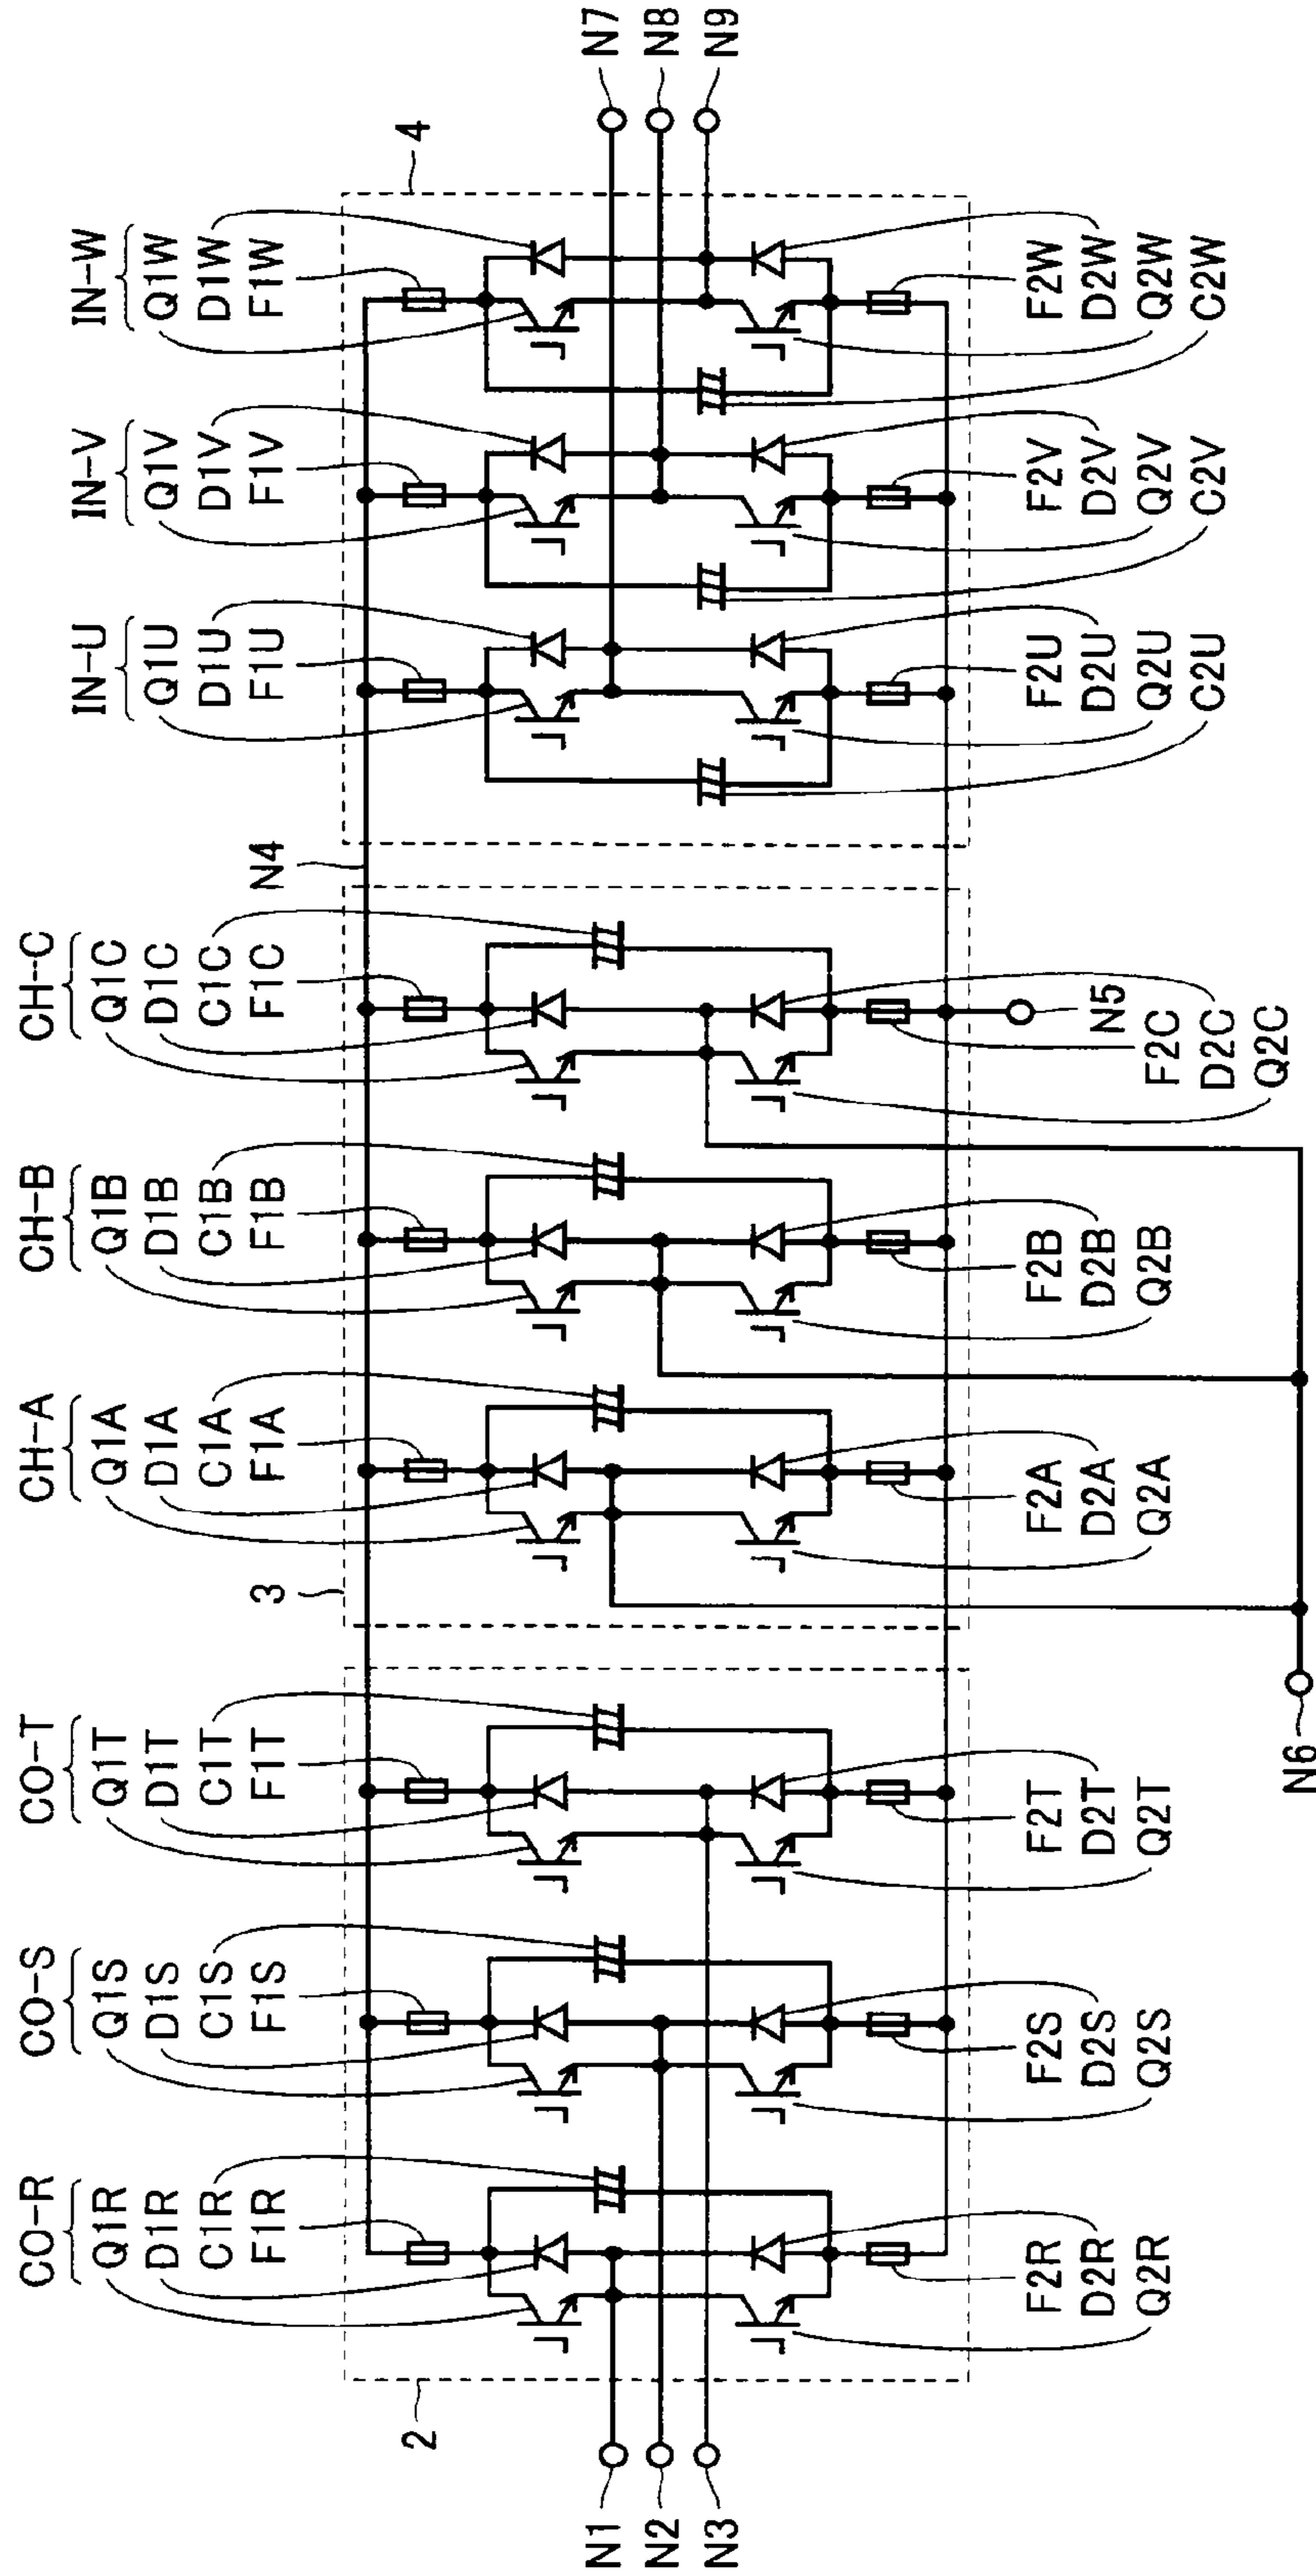 CO-R
Q1R
D1R
C1R
F1R
CO-S
Q1S
D1S
C1S
F1S
CO-T
Q1T
D1T
C1T
F1T
CH-A
Q1A
D1A
C1A
F1A
CH-B
Q1B
D1B
C1B
F1B
CH-C
Q1C
D1C
C1C
F1C
IN-U
Q1U
D1U
F1U
IN-V
Q1V
D1V
F1V
IN-W
Q1W
D1W
F1W
2
3
N4
4
N1
N2
N3
N7
N8
N9
F2R
D2R
Q2R
F2S
D2S
Q2S
F2T
D2T
Q2T
F2A
D2A
Q2A
F2B
D2B
Q2B
N5
F2C
D2C
Q2C
F2U
D2U
Q2U
C2U
F2V
D2V
Q2V
C2V
F2W
D2W
Q2W
C2W
N6